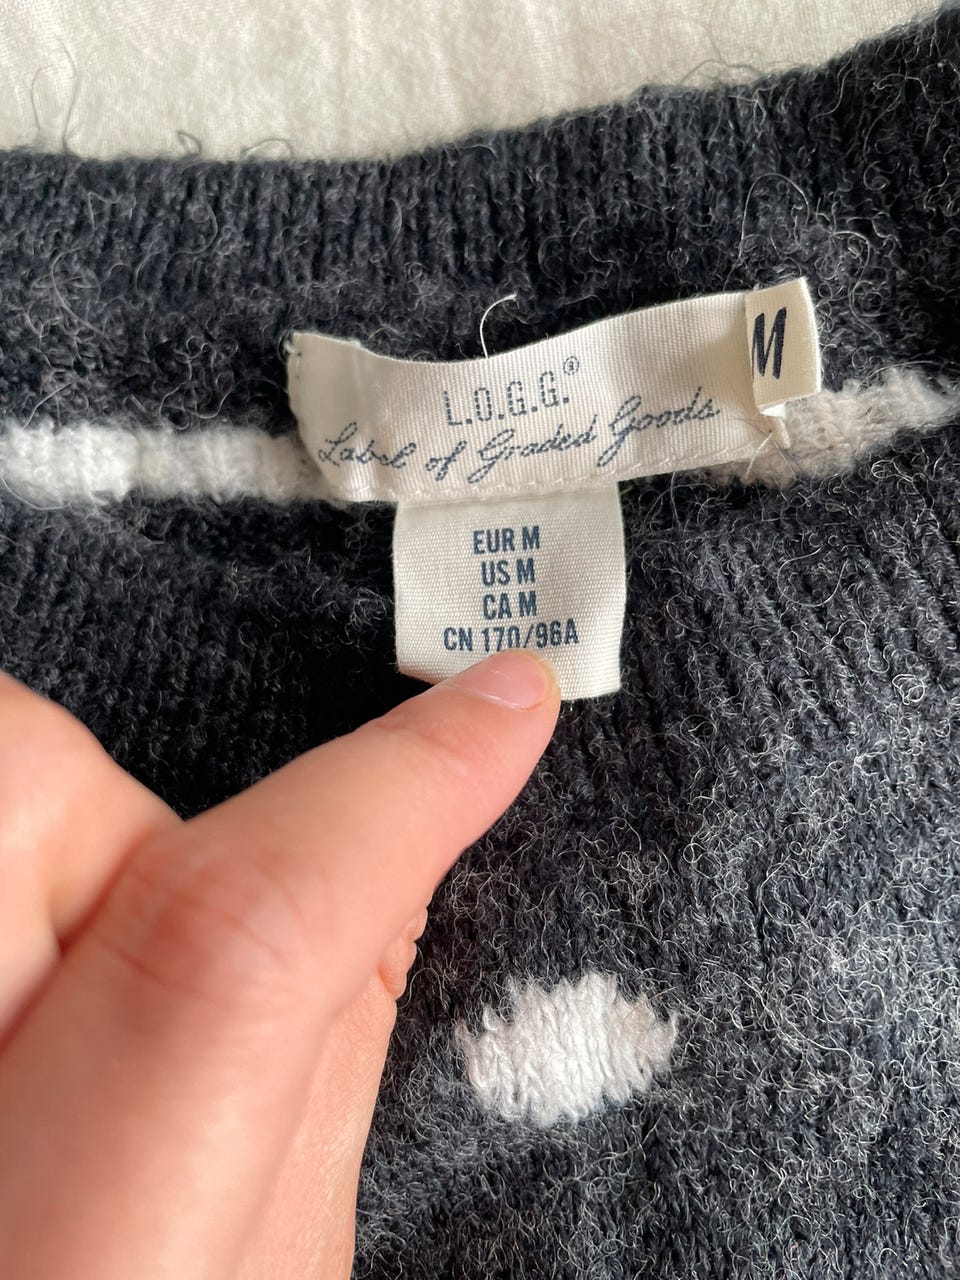 L.O.G.G.®
Label of Graded Goods
M
EUR M
US M
CA M
CN 170/96A